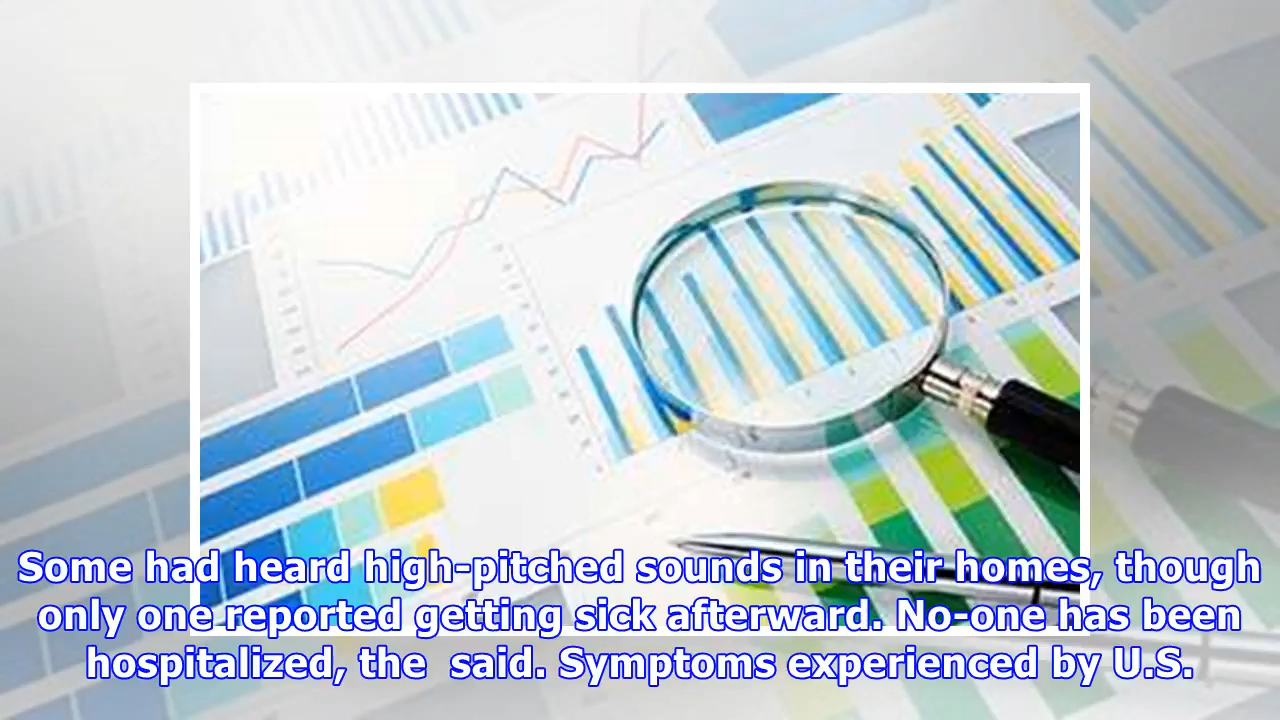 Some had heard high-pitched sounds in their homes, though
only one reported getting sick afterward. No-one has been
hospitalized, the  said. Symptoms experienced by U.S.